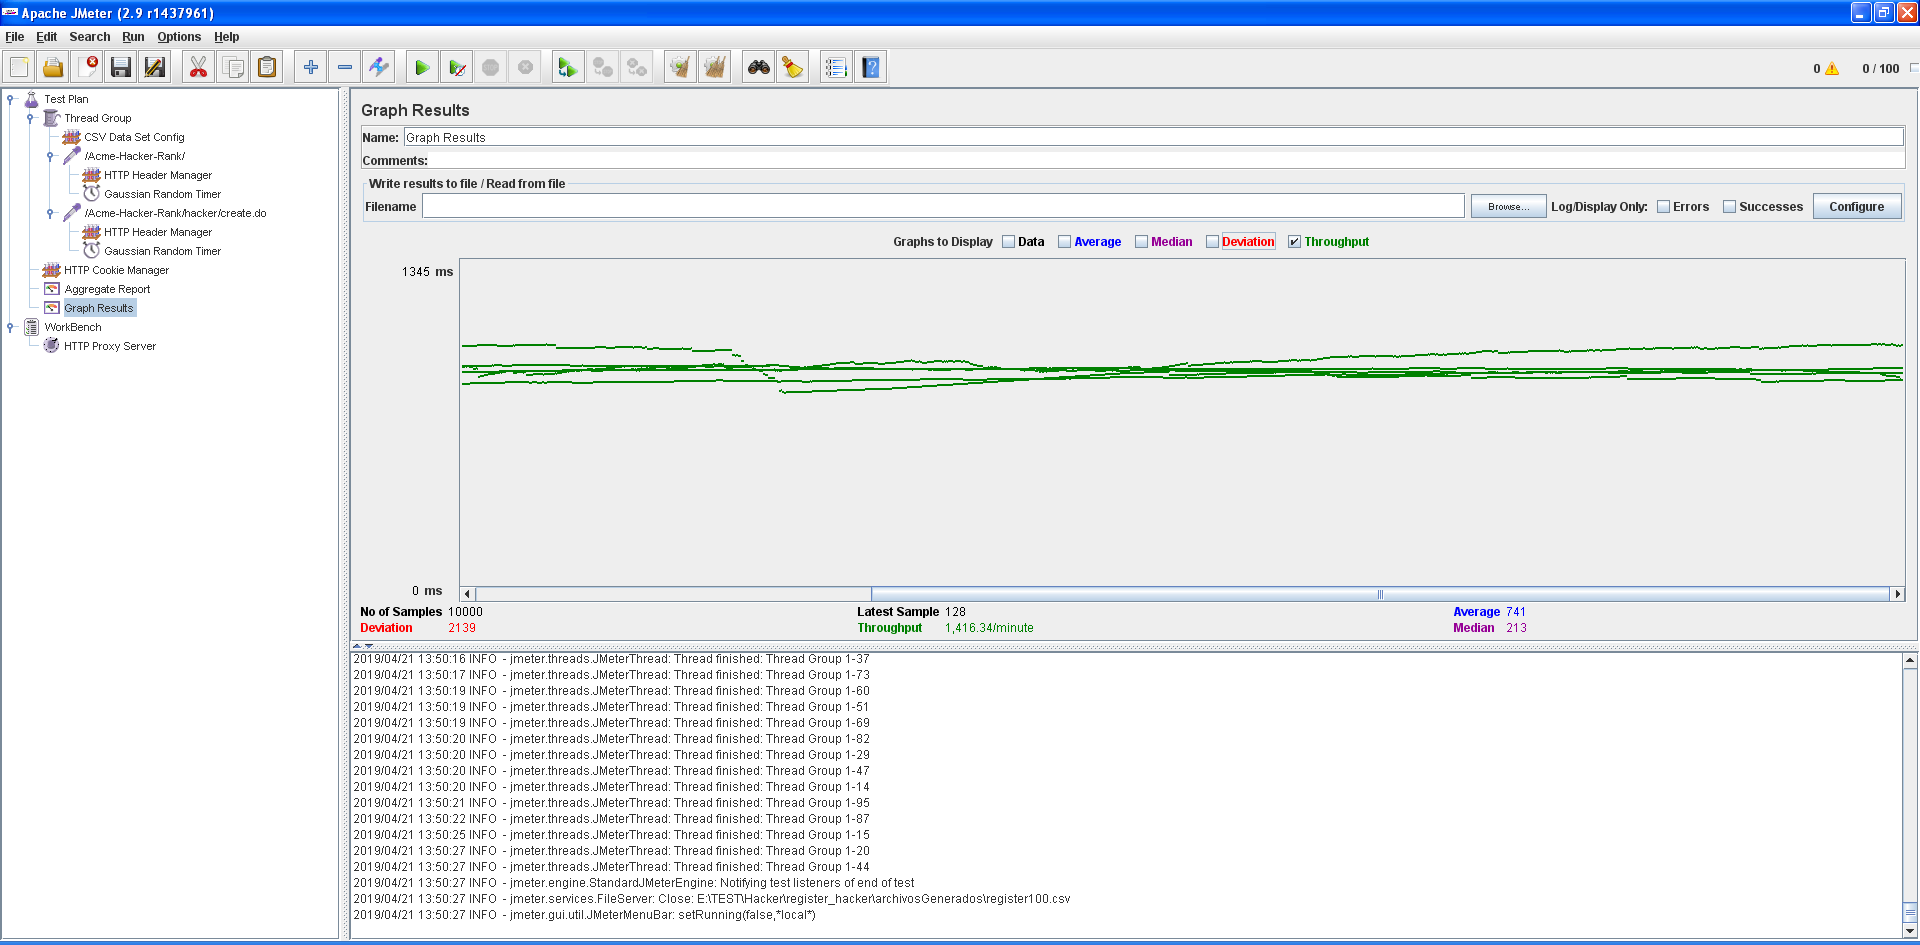 Apache JMeter (2.9 r1437961)
File Edit Search Run Options Help
0 0 / 100
Test Plan
Thread Group
CSV Data Set Config
/Acme-Hacker-Rank/
HTTP Header Manager
Gaussian Random Timer
/Acme-Hacker-Rank/hacker/create.do
HTTP Header Manager
Gaussian Random Timer
HTTP Cookie Manager
Aggregate Report
Graph Results
WorkBench
HTTP Proxy Server
Graph Results
Name: Graph Results
Comments:
Write results to file / Read from file
Filename Browse... Log/Display Only: Errors Successes Configure
Graphs to Display Data Average Median Deviation Throughput
1345 ms
0 ms
No of Samples 10000 Latest Sample 128 Average 741
Deviation 2139 Throughput 1,416.34/minute Median 213
2019/04/21 13:50:16 INFO - jmeter.threads.JMeterThread: Thread finished: Thread Group 1-37
2019/04/21 13:50:17 INFO - jmeter.threads.JMeterThread: Thread finished: Thread Group 1-73
2019/04/21 13:50:19 INFO - jmeter.threads.JMeterThread: Thread finished: Thread Group 1-60
2019/04/21 13:50:19 INFO - jmeter.threads.JMeterThread: Thread finished: Thread Group 1-51
2019/04/21 13:50:19 INFO - jmeter.threads.JMeterThread: Thread finished: Thread Group 1-69
2019/04/21 13:50:20 INFO - jmeter.threads.JMeterThread: Thread finished: Thread Group 1-82
2019/04/21 13:50:20 INFO - jmeter.threads.JMeterThread: Thread finished: Thread Group 1-29
2019/04/21 13:50:20 INFO - jmeter.threads.JMeterThread: Thread finished: Thread Group 1-47
2019/04/21 13:50:20 INFO - jmeter.threads.JMeterThread: Thread finished: Thread Group 1-14
2019/04/21 13:50:21 INFO - jmeter.threads.JMeterThread: Thread finished: Thread Group 1-95
2019/04/21 13:50:22 INFO - jmeter.threads.JMeterThread: Thread finished: Thread Group 1-87
2019/04/21 13:50:25 INFO - jmeter.threads.JMeterThread: Thread finished: Thread Group 1-15
2019/04/21 13:50:27 INFO - jmeter.threads.JMeterThread: Thread finished: Thread Group 1-20
2019/04/21 13:50:27 INFO - jmeter.threads.JMeterThread: Thread finished: Thread Group 1-44
2019/04/21 13:50:27 INFO - jmeter.engine.StandardJMeterEngine: Notifying test listeners of end of test
2019/04/21 13:50:27 INFO - jmeter.services.FileServer: Close: E:\TEST\Hacker\register_hacker\archivosGenerados\register100.csv
2019/04/21 13:50:27 INFO - jmeter.gui.util.JMeterMenuBar: setRunning(false,*local*)